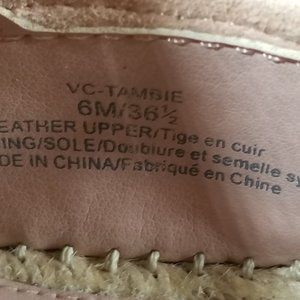 VC-TAMBIE
6M/36½
EATHER UPPER/Tige en cuir
ING/SOLE/Doublure et semelle sy
DE IN CHINA/Fabriqué en Chine